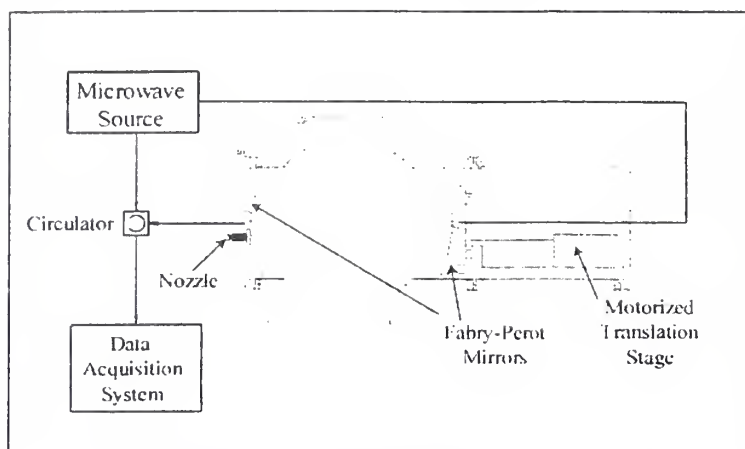 Microwave
Source
Circulator
Nozzle
Data
Acquisition
System
Fabry-Perot
Mirrors
Motorized
Translation
Stage